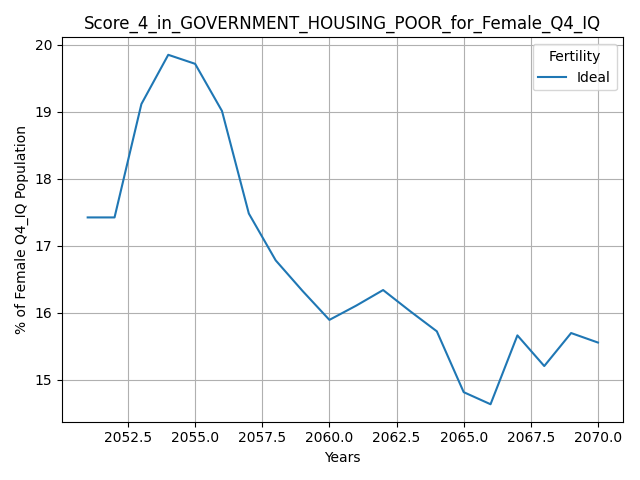 Score_4_in_GOVERNMENT_HOUSING_POOR_for_Female_Q4_IQ
Fertility
Ideal
20
19
18
17
16
15
% of Female Q4_IQ Population
2052.5 2055.0 2057.5 2060.0 2062.5 2065.0 2067.5 2070.0
Years